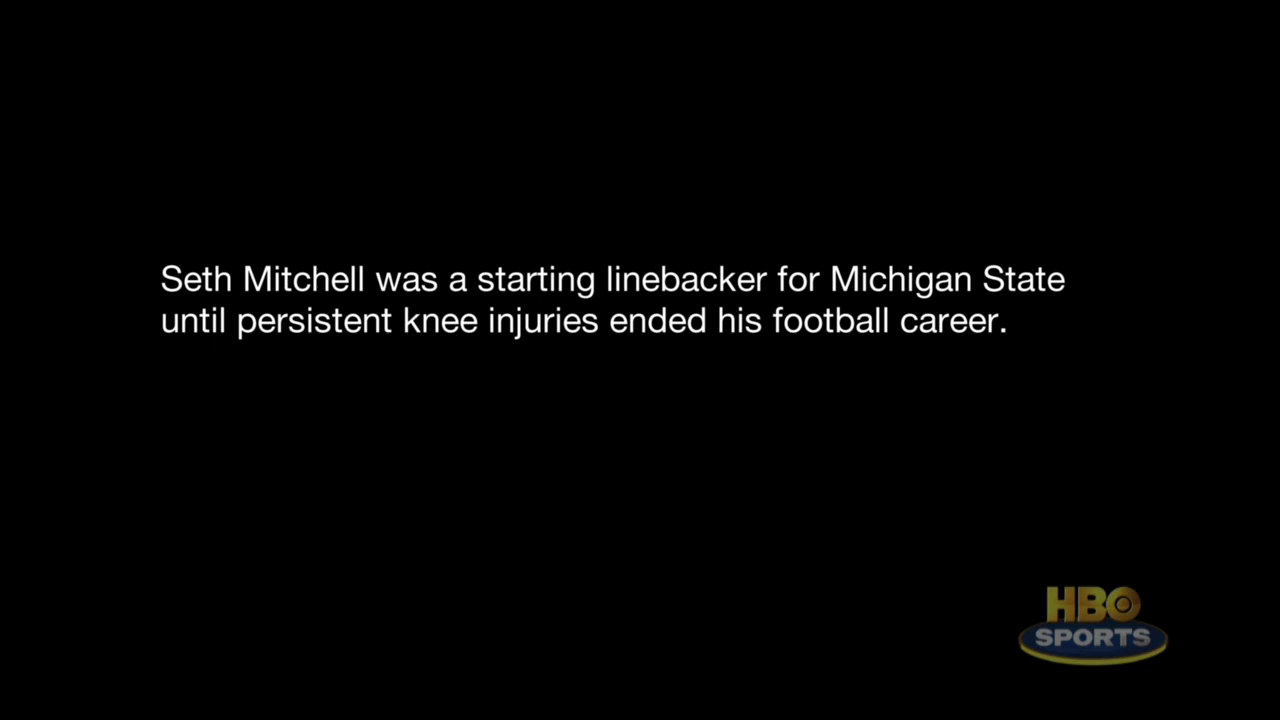 Seth Mitchell was a starting linebacker for Michigan State
until persistent knee injuries ended his football career.
HBO
SPORTS